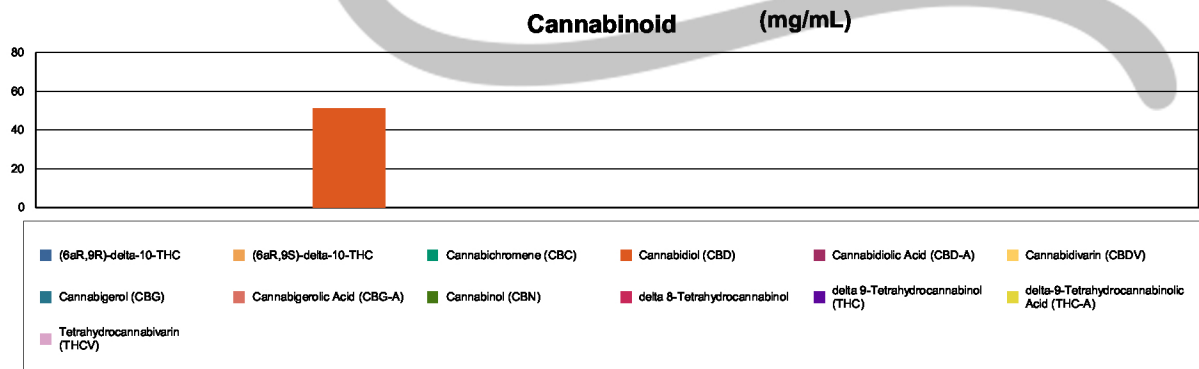 Cannabinoid (mg/mL)
80
60
40
20
0
(6aR,9R)-delta-10-THC
(6aR,9S)-delta-10-THC
Cannabichromene (CBC)
Cannabidiol (CBD)
Cannabidiolic Acid (CBD-A)
Cannabidivarin (CBDV)
Cannabigerol (CBG)
Cannabigerolic Acid (CBG-A)
Cannabinol (CBN)
delta 8-Tetrahydrocannabinol
delta 9-Tetrahydrocannabinol
(THC)
delta-9-Tetrahydrocannabinolic
Acid (THC-A)
Tetrahydrocannabivarin
(THCV)